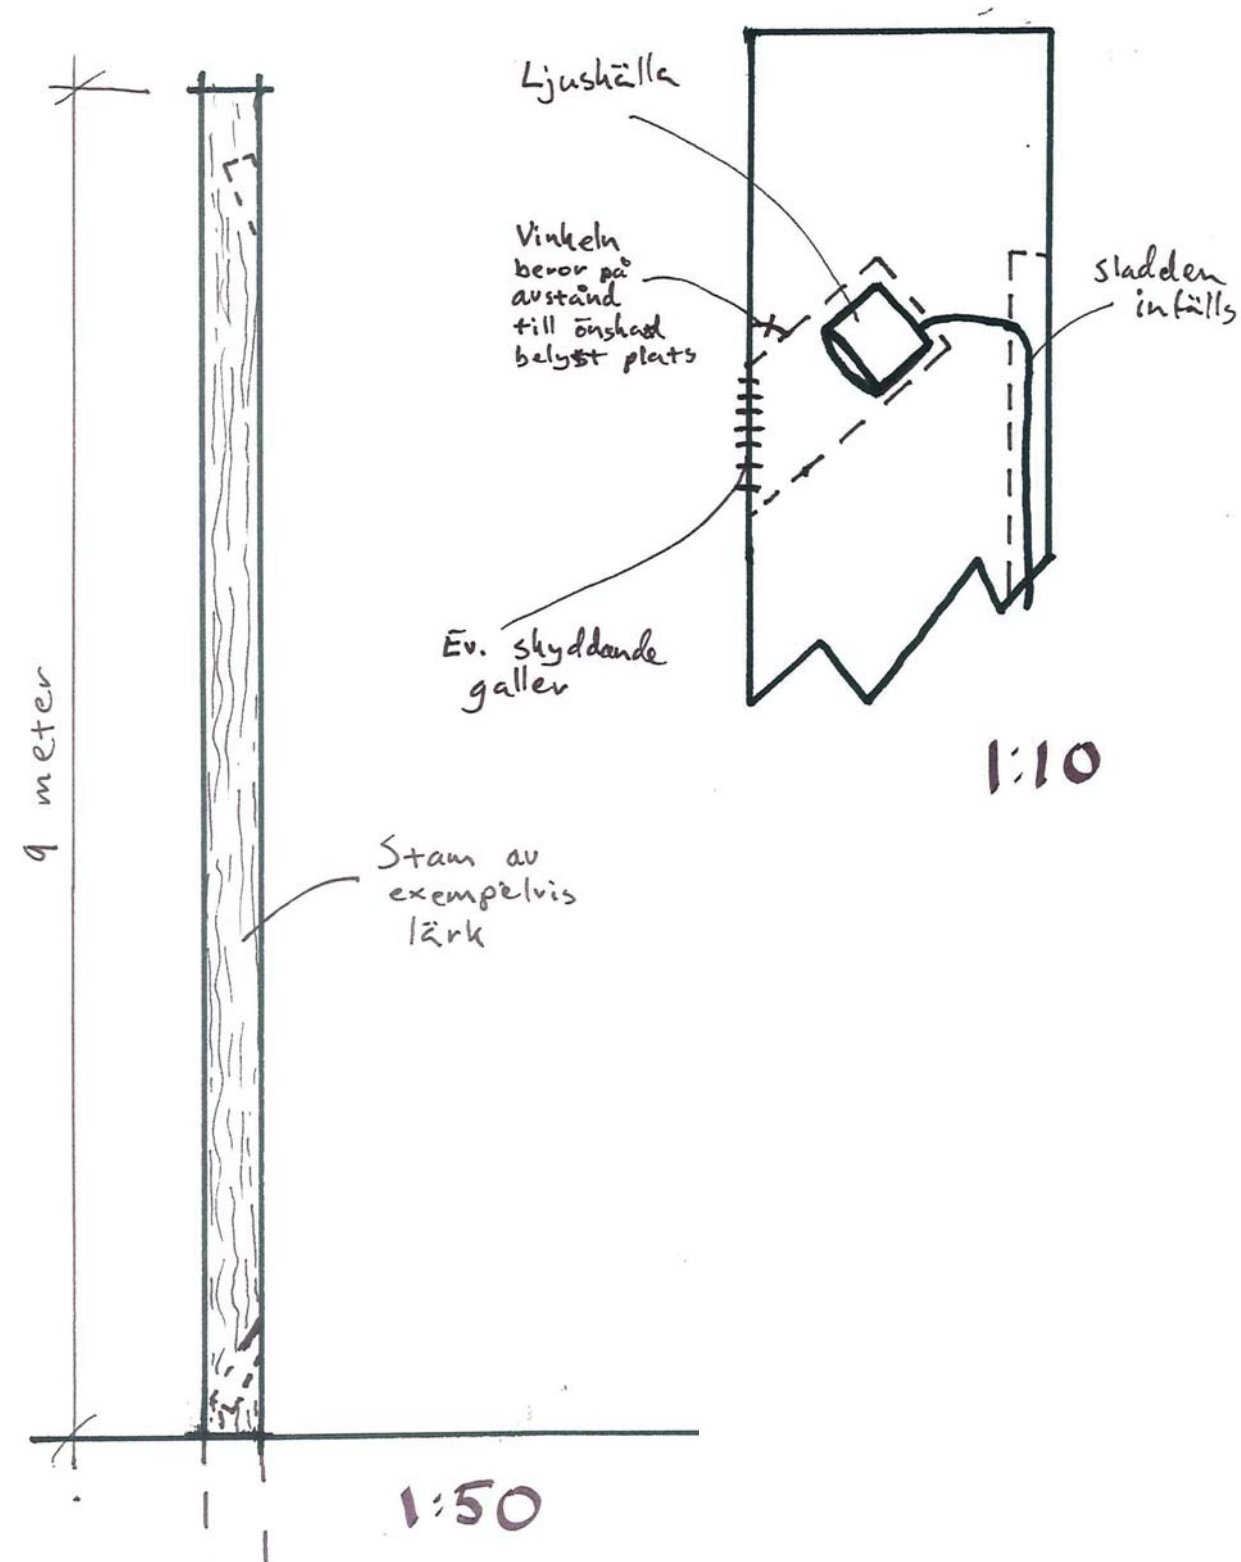 Ljuskälla
Vinkeln
beror på
avstånd
till önskad
belyst plats
sladden
infälls
Ev. skyddande
galler
1:10
9 meter
Stam av
exempelvis
lärk
1:50